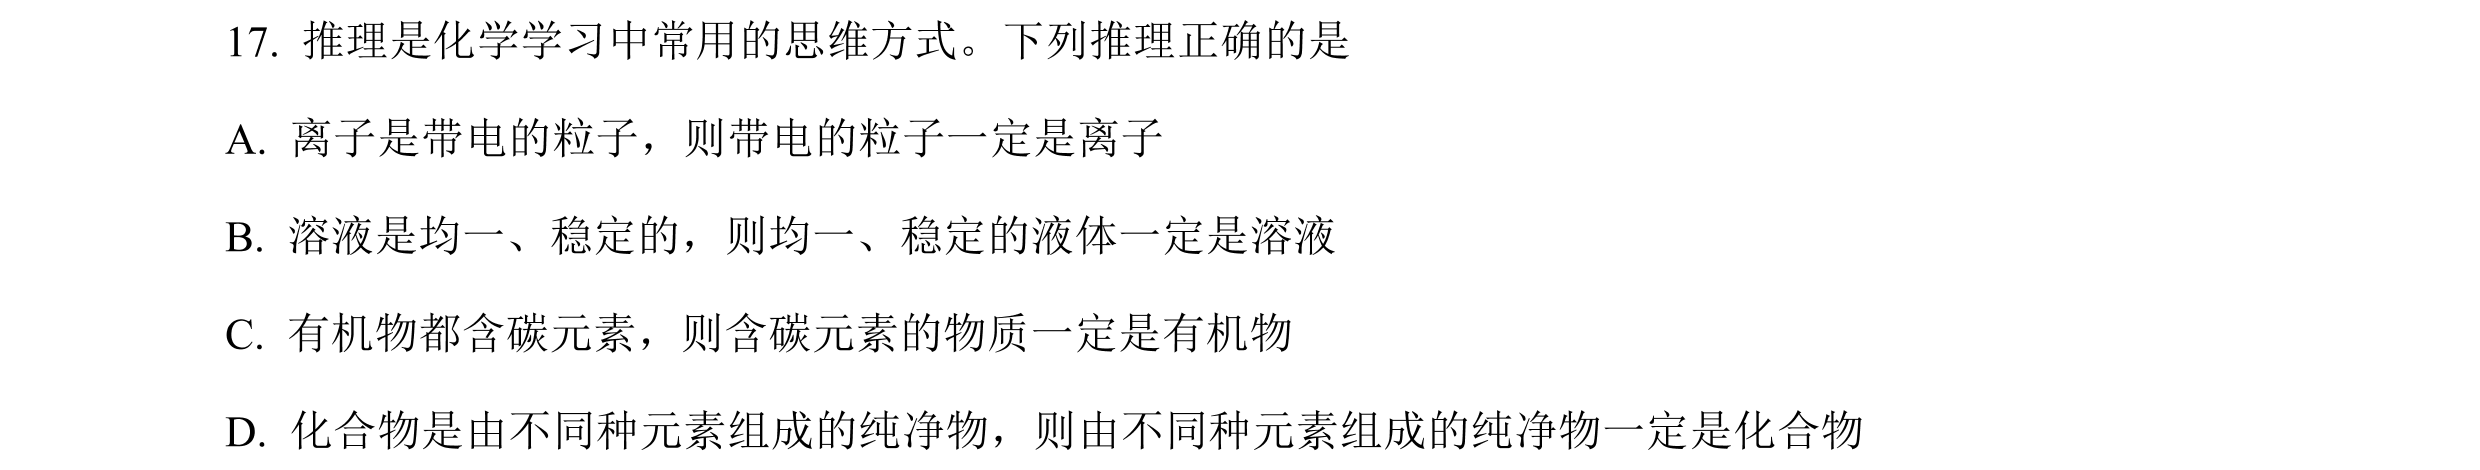 17. 推理是化学学习中常用的思维方式。下列推理正确的是
A. 离子是带电的粒子，则带电的粒子一定是离子
B. 溶液是均一、稳定的，则均一、稳定的液体一定是溶液
C. 有机物都含碳元素，则含碳元素的物质一定是有机物
D. 化合物是由不同种元素组成的纯净物，则由不同种元素组成的纯净物一定是化合物